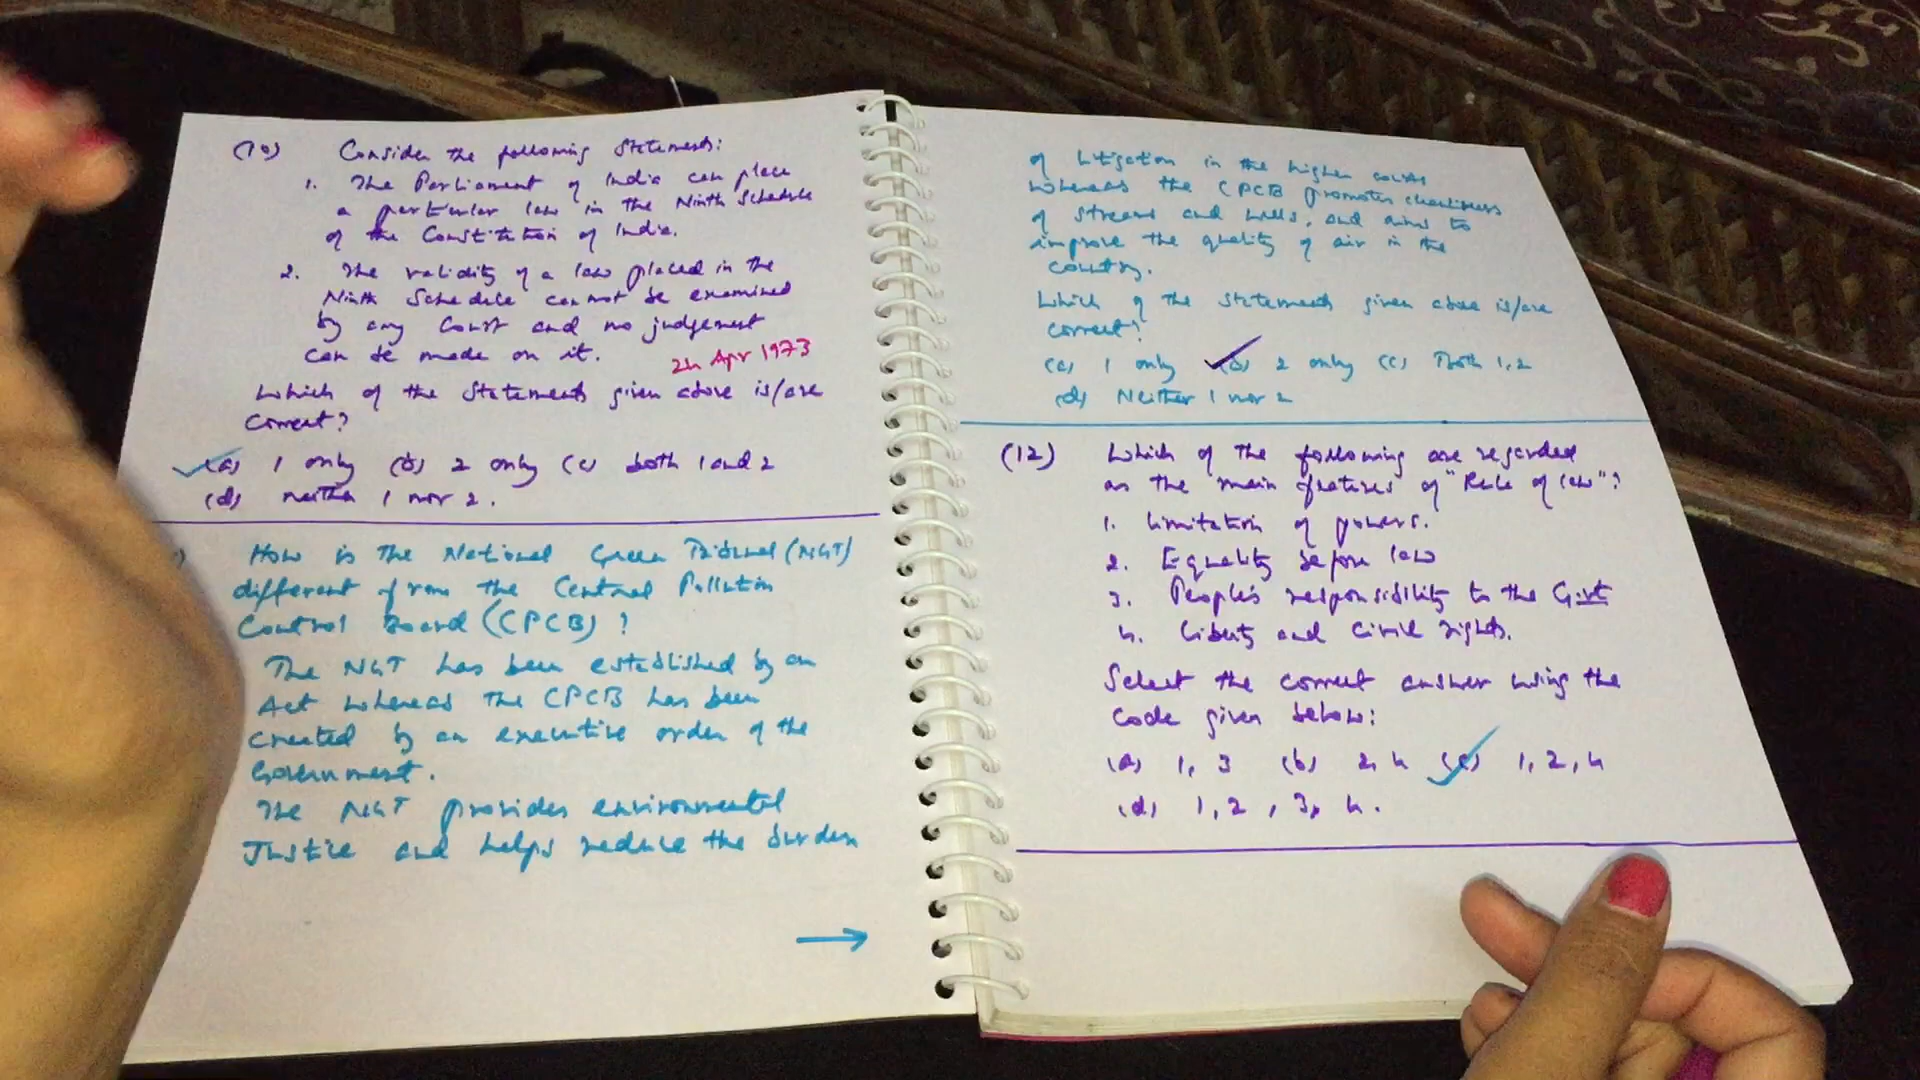 (10) Consider the following Statements:
1. The Parliament of India can place
a particular law in the Ninth Schedule
of the Constitution of India.
2. The validity of a law placed in the
Ninth Schedule cannot be examined
by any Court and no judgement
can be made on it.
24 Apr 1973
Which of the Statements given above is/are
correct?
(a) 1 only (b) 2 only (c) both 1 and 2
(d) neither 1 nor 2.
) How is the National Green Tribunal (NGT)
different from the Central Pollution
Control Board (CPCB)?
The NGT has been established by an
Act whereas the CPCB has been
created by an executive order of the
Government.
The NGT provides environmental
Justice and helps reduce the burden
of litigation in the higher courts
whereas the CPCB promotes cleanliness
of streams and wells, and aims to
improve the quality of air in the
country.
Which of the statements given above is/are
correct?
(a) 1 only (b) 2 only (c) Both 1,2
(d) Neither 1 nor 2
(12) Which of the following are regarded
as the main features of "Rule of law"?
1. limitation of powers.
2. Equality before law
3. People's responsibility to the Govt
4. liberty and civil rights.
Select the correct answer using the
code given below:
(a) 1, 3 (b) 2, 4 (c) 1, 2, 4
(d) 1, 2, 3, 4.